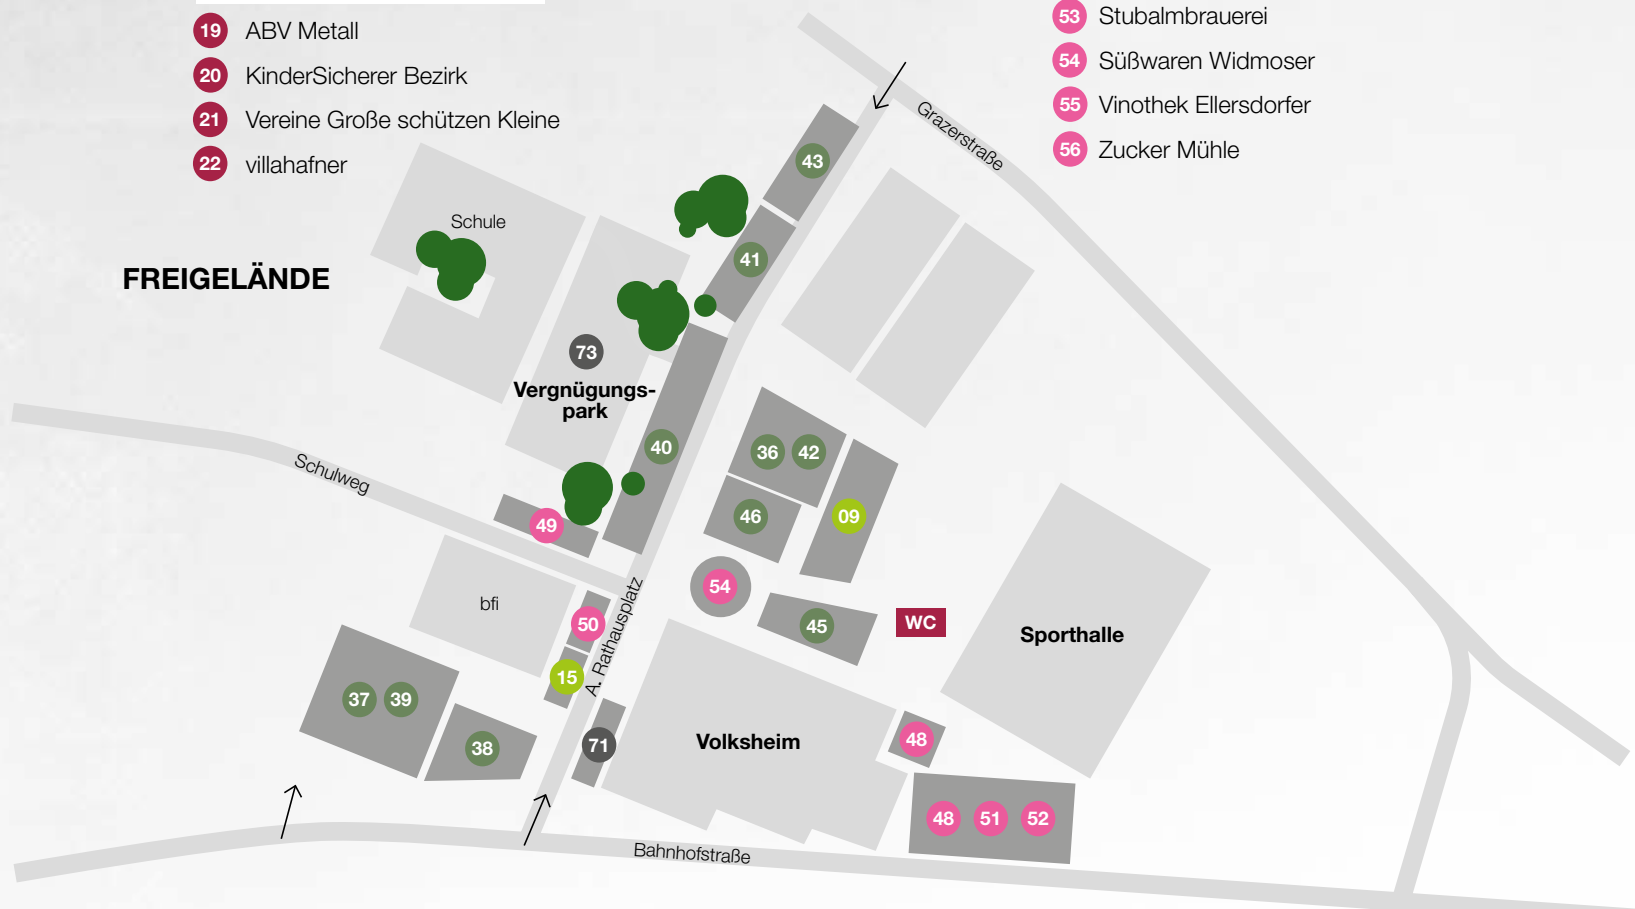 19 ABV Metall
20 KinderSicherer Bezirk
21 Vereine Große schützen Kleine
22 villahafner
53 Stubalmbrauerei
54 Süßwaren Widmoser
55 Vinothek Ellersdorfer
56 Zucker Mühle
FREIGELÄNDE
Schule
Grazerstraße
43
41
73
Vergnügungs-
park
40
36 42
Schulweg
49
46
09
54
bfi
50
A. Rathausplatz
45
WC
Sporthalle
15
37 39
38
71
Volksheim
48
48 51 52
Bahnhofstraße